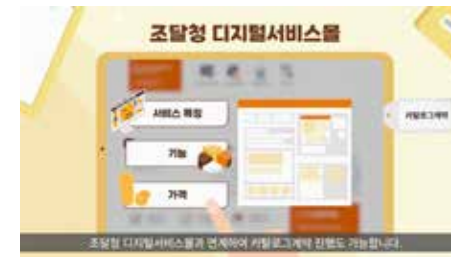 조달청 디지털서비스몰
서비스 특징
카탈로그계약
기능
가격
조달청 디지털서비스몰과 연계하여 카탈로그계약 진행도 가능합니다.